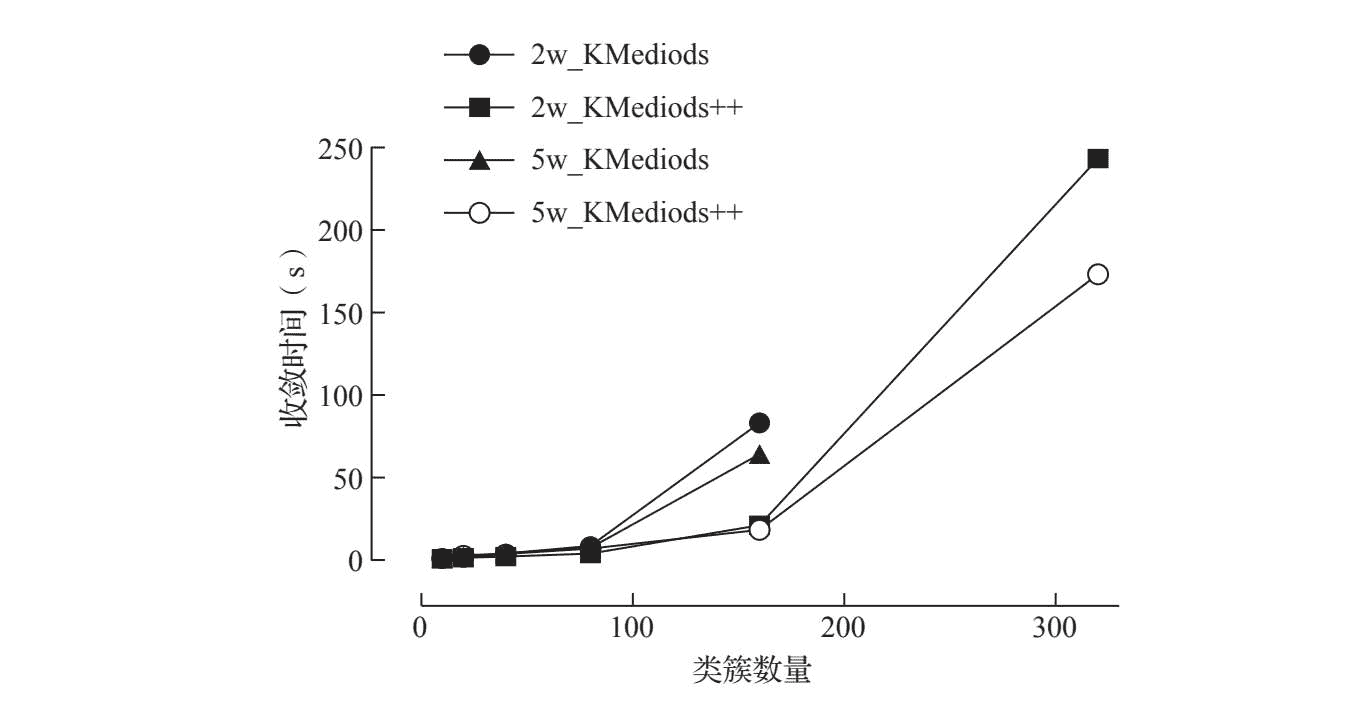 2w_KMediods
2w_KMediods++
5w_KMediods
5w_KMediods++
250
200
150
100
50
0
收敛时间（s）
0 100 200 300
类簇数量